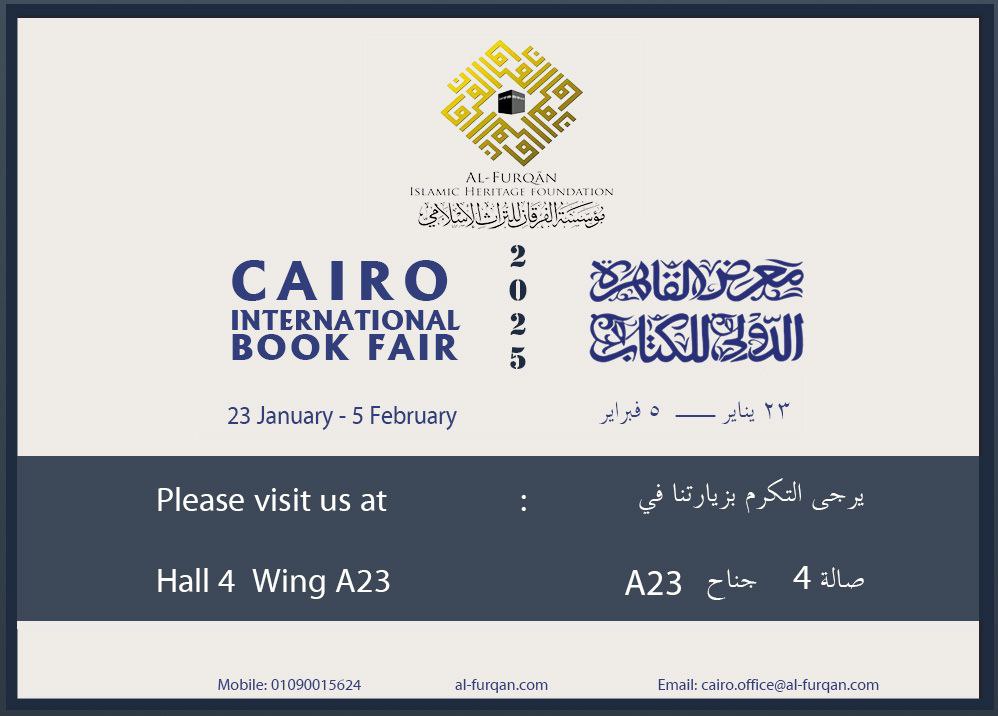 AL-FURQĀN
ISLAMIC HERITAGE FOUNDATION
مؤسسة الفرقان للتراث الإسلامي
CAIRO
INTERNATIONAL
BOOK FAIR
2025
معرض القاهرة
الدولي للكتاب
23 January - 5 February
٢٣ يناير — ٥ فبراير
Please visit us at : يرجى التكرم بزيارتنا في
Hall 4 Wing A23
صالة 4 جناح A23
Mobile: 01090015624 al-furqan.com Email: cairo.office@al-furqan.com